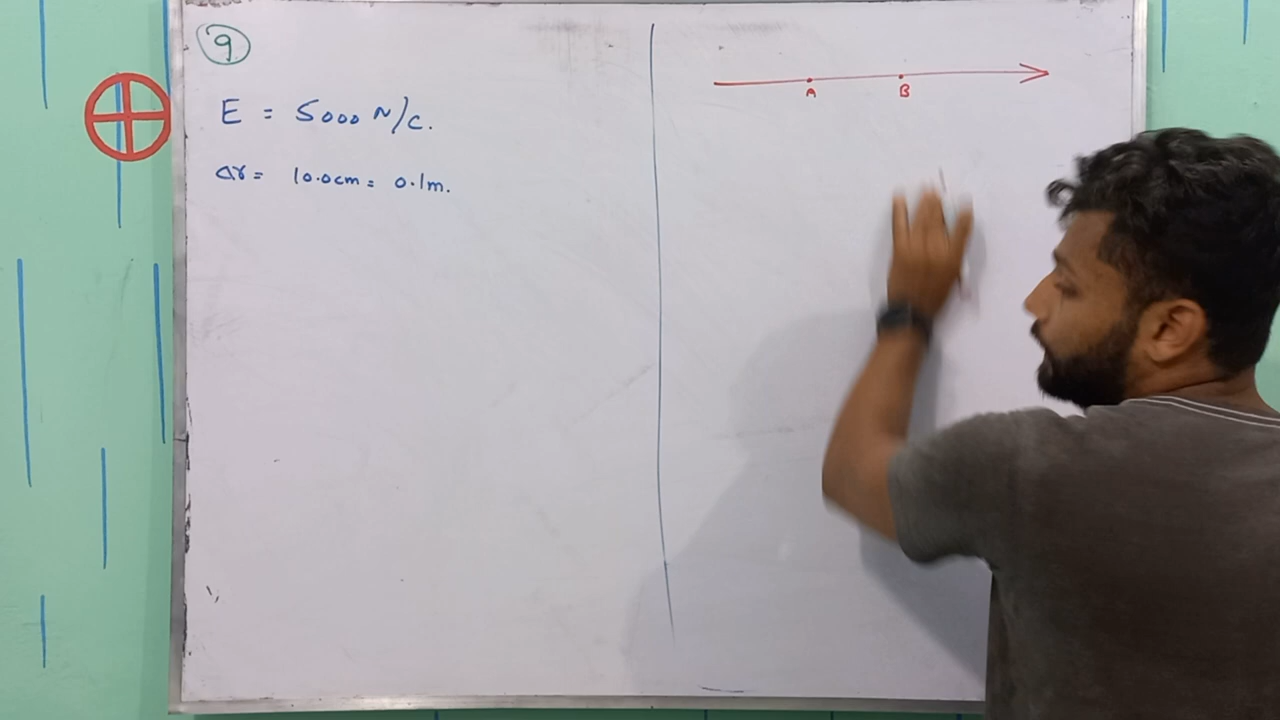 9
E = 5000 N/C.
Δr = 10.0cm = 0.1m.
A B